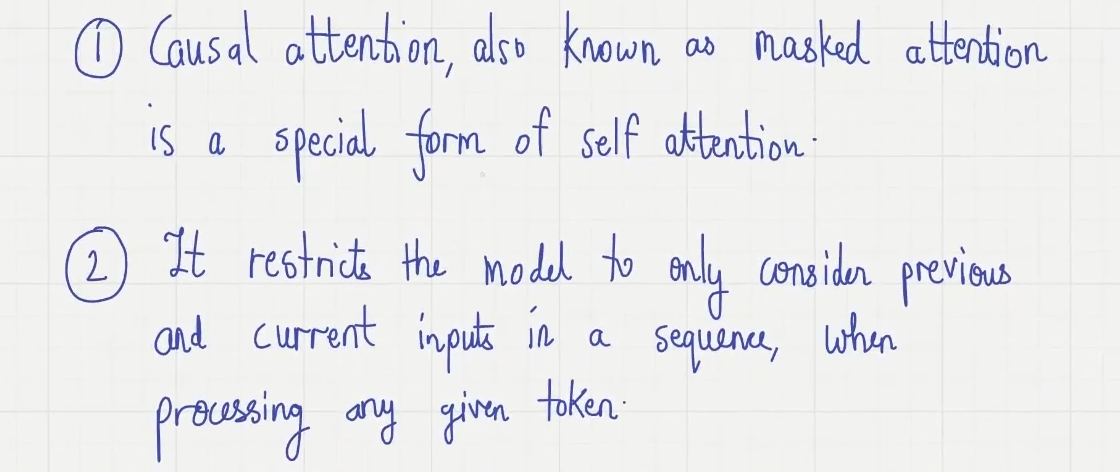 ① Causal attention, also known as masked attention
is a special form of self attention.
② It restricts the model to only consider previous
and current inputs in a sequence, when
processing any given token.